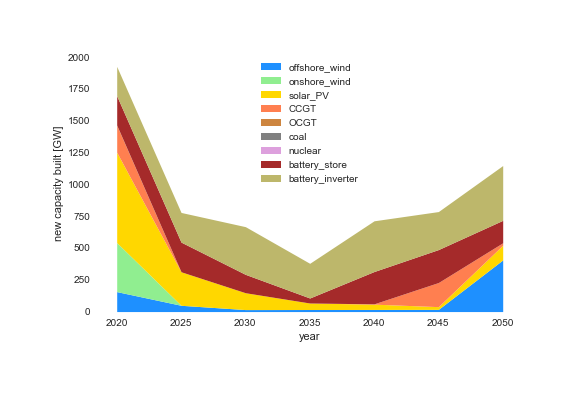 new capacity built [GW]
2000
1750
1500
1250
1000
750
500
250
0
offshore_wind
onshore_wind
solar_PV
CCGT
OCGT
coal
nuclear
battery_store
battery_inverter
2020 2025 2030 2035 2040 2045 2050
year